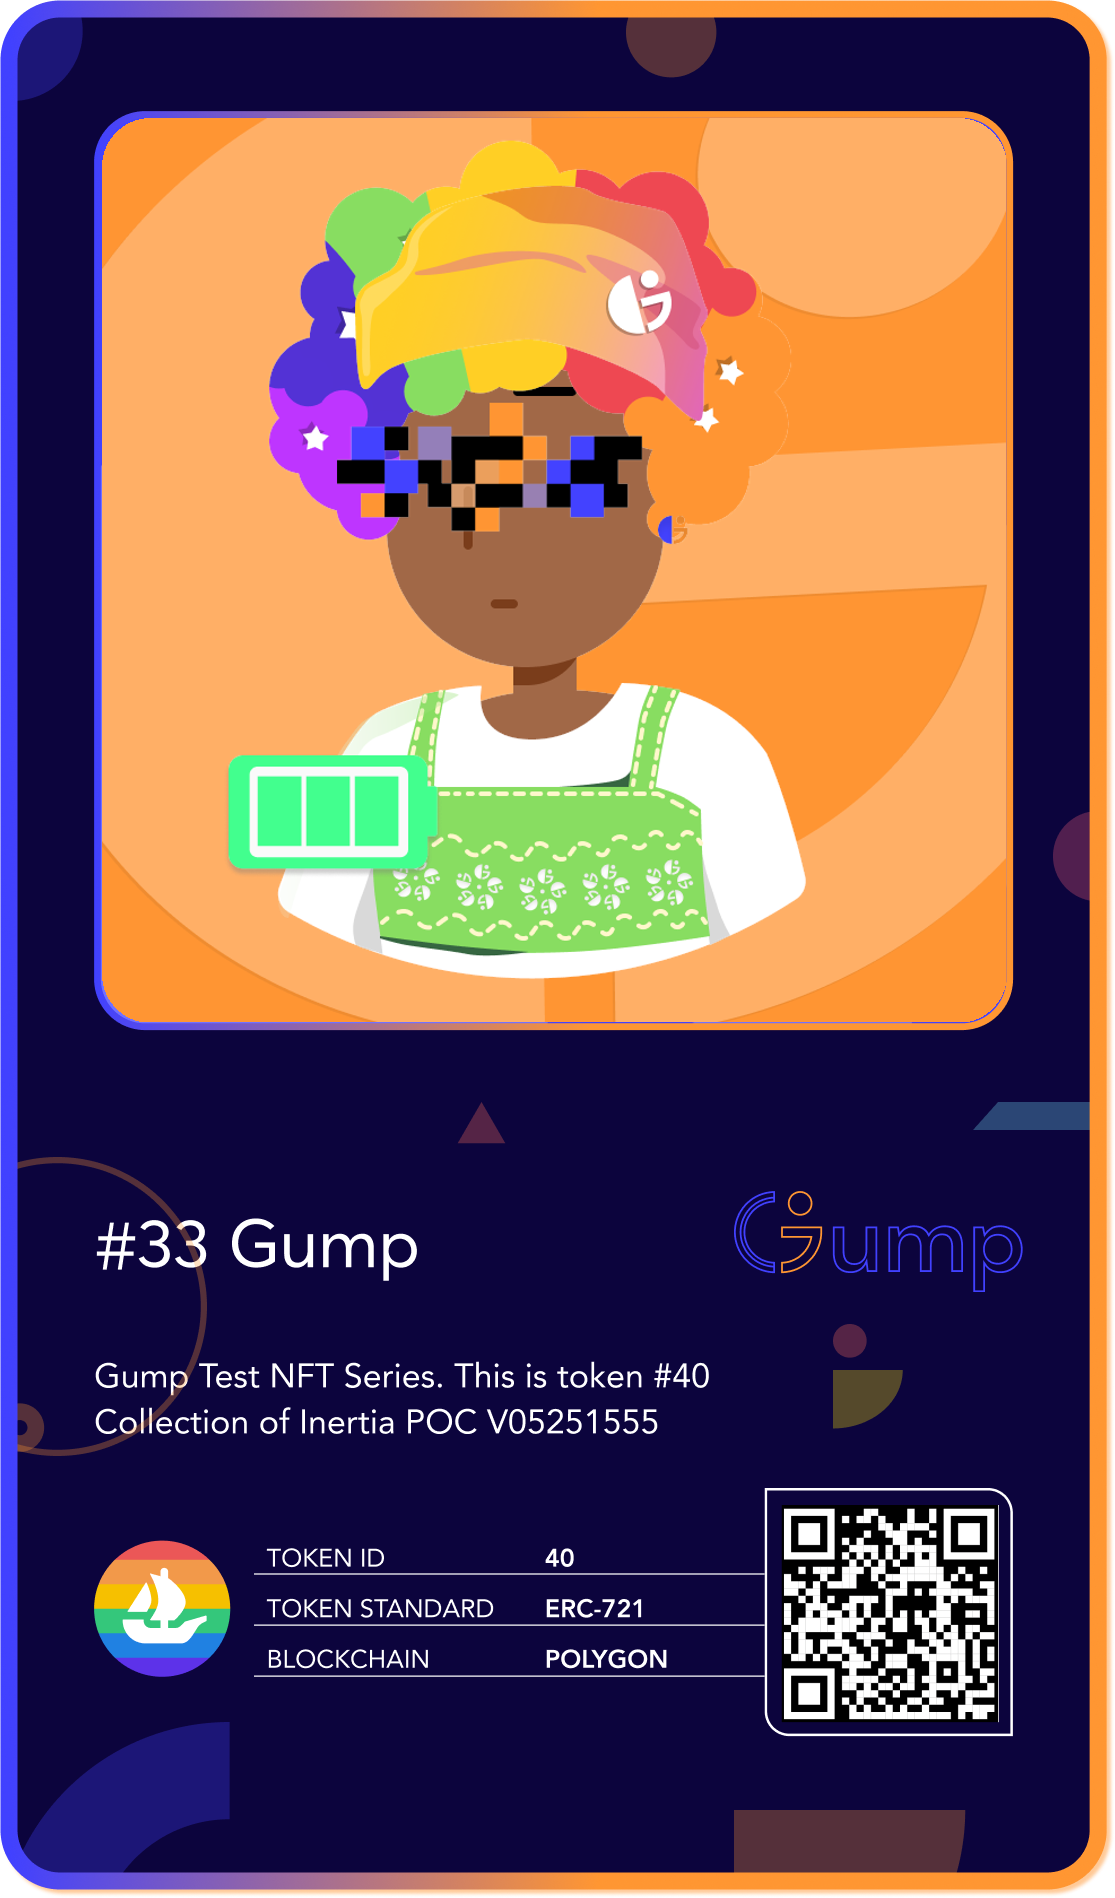 #33 Gump
Gump
Gump Test NFT Series. This is token #40
Collection of Inertia POC V05251555
TOKEN ID 40
TOKEN STANDARD ERC-721
BLOCKCHAIN POLYGON